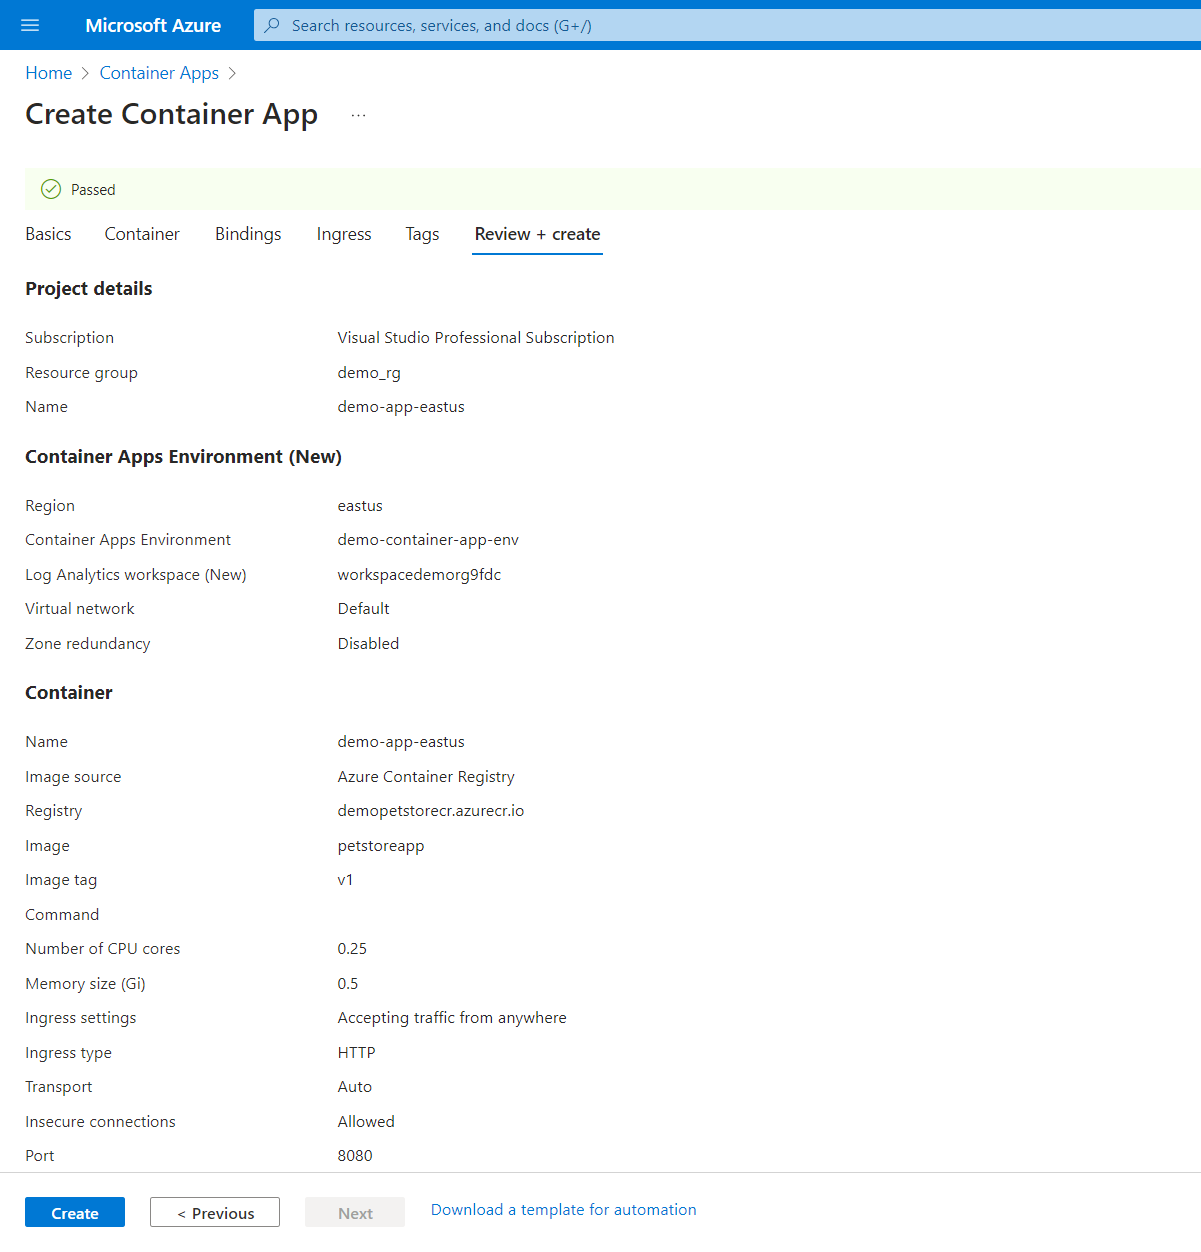 Microsoft Azure
Search resources, services, and docs (G+/)
Home > Container Apps >
Create Container App ...
Passed
Basics Container Bindings Ingress Tags Review + create
Project details
Subscription Visual Studio Professional Subscription
Resource group demo_rg
Name demo-app-eastus
Container Apps Environment (New)
Region eastus
Container Apps Environment demo-container-app-env
Log Analytics workspace (New) workspacedemorg9fdc
Virtual network Default
Zone redundancy Disabled
Container
Name demo-app-eastus
Image source Azure Container Registry
Registry demopetstorecr.azurecr.io
Image petstoreapp
Image tag v1
Command
Number of CPU cores 0.25
Memory size (Gi) 0.5
Ingress settings Accepting traffic from anywhere
Ingress type HTTP
Transport Auto
Insecure connections Allowed
Port 8080
Create < Previous Next Download a template for automation